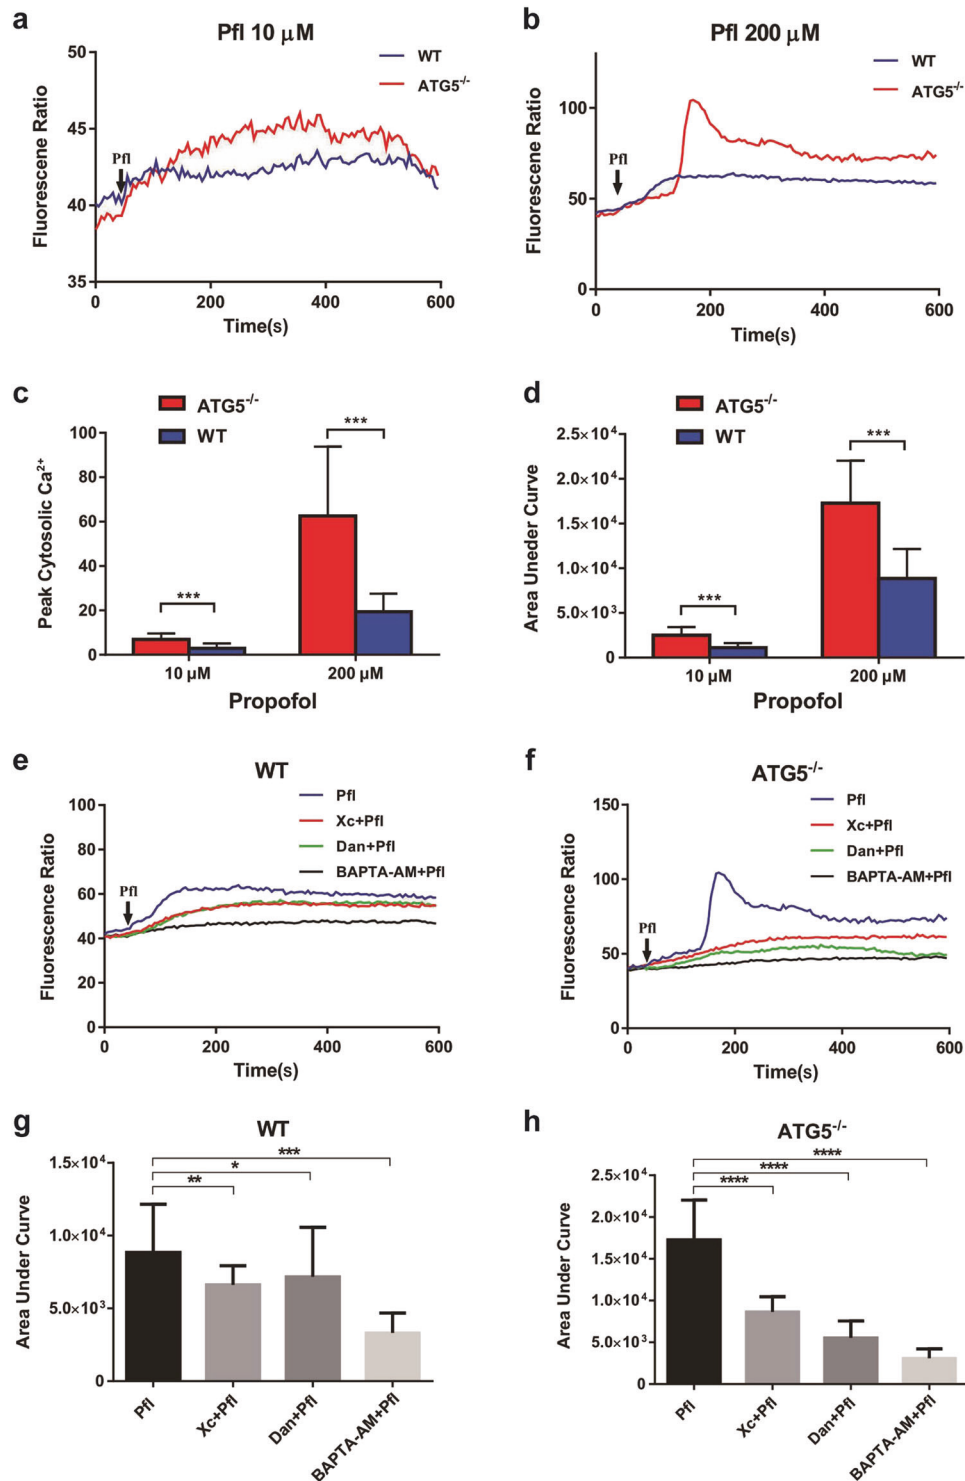 a
Pfl 10 μM
50
45
40
35
Fluorescene Ratio
WT
ATG5-/-
Pfl
0 200 400 600
Time(s)
b
Pfl 200 μM
100
50
0
Fluorescene Ratio
WT
ATG5-/-
Pfl
0 200 400 600
Time(s)
c
ATG5-/-
WT
100
80
60
40
20
0
Peak Cytosolic Ca2+
***
***
10 μM 200 μM
Propofol
d
ATG5-/-
WT
2.5×10⁴
2.0×10⁴
1.5×10⁴
1.0×10⁴
5.0×10³
0
Area Uneder Curve
***
***
10 μM 200 μM
Propofol
e
WT
100
80
60
40
20
0
Fluorescence Ratio
Pfl
Xc+Pfl
Dan+Pfl
BAPTA-AM+Pfl
Pfl
0 200 400 600
Time(s)
f
ATG5-/-
150
100
50
0
Fluorescence Ratio
Pfl
Xc+Pfl
Dan+Pfl
BAPTA-AM+Pfl
Pfl
0 200 400 600
Time(s)
g
WT
1.5×10⁴
1.0×10⁴
5.0×10³
0
Area Under Curve
***
*
**
Pfl
Xc+Pfl
Dan+Pfl
BAPTA-AM+Pfl
h
ATG5-/-
2.5×10⁴
2.0×10⁴
1.5×10⁴
1.0×10⁴
5.0×10³
0
Area Under Curve
****
****
****
Pfl
Xc+Pfl
Dan+Pfl
BAPTA-AM+Pfl